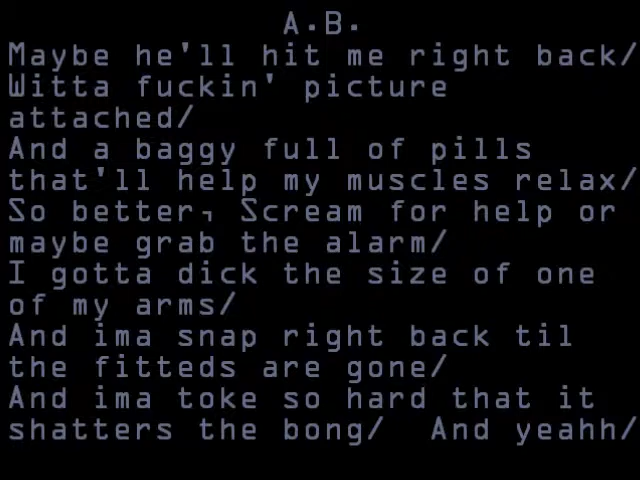 A.B.
Maybe he'll hit me right back/
Witta fuckin' picture
attached/
And a baggy full of pills
that'll help my muscles relax/
So better, Scream for help or
maybe grab the alarm/
I gotta dick the size of one
of my arms/
And ima snap right back til
the fitteds are gone/
And ima toke so hard that it
shatters the bong/  And yeahh/